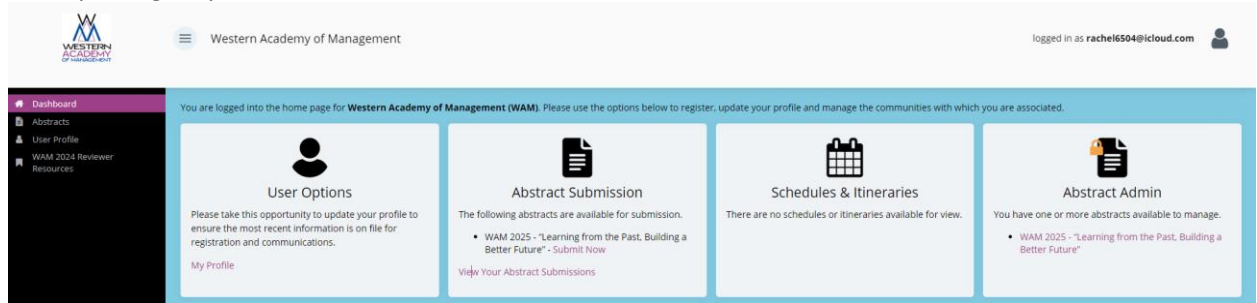 WESTERN
ACADEMY
OF MANAGEMENT
Western Academy of Management
logged in as rachel6504@icloud.com
Dashboard
Abstracts
User Profile
WAM 2024 Reviewer
Resources
You are logged into the home page for Western Academy of Management (WAM). Please use the options below to register, update your profile and manage the communities with which you are associated.
User Options
Please take this opportunity to update your profile to
ensure the most recent information is on file for
registration and communications.
My Profile
Abstract Submission
The following abstracts are available for submission.
• WAM 2025 - "Learning from the Past, Building a
Better Future" - Submit Now
View Your Abstract Submissions
Schedules & Itineraries
There are no schedules or itineraries available for view.
Abstract Admin
You have one or more abstracts available to manage.
• WAM 2025 - "Learning from the Past, Building a
Better Future"